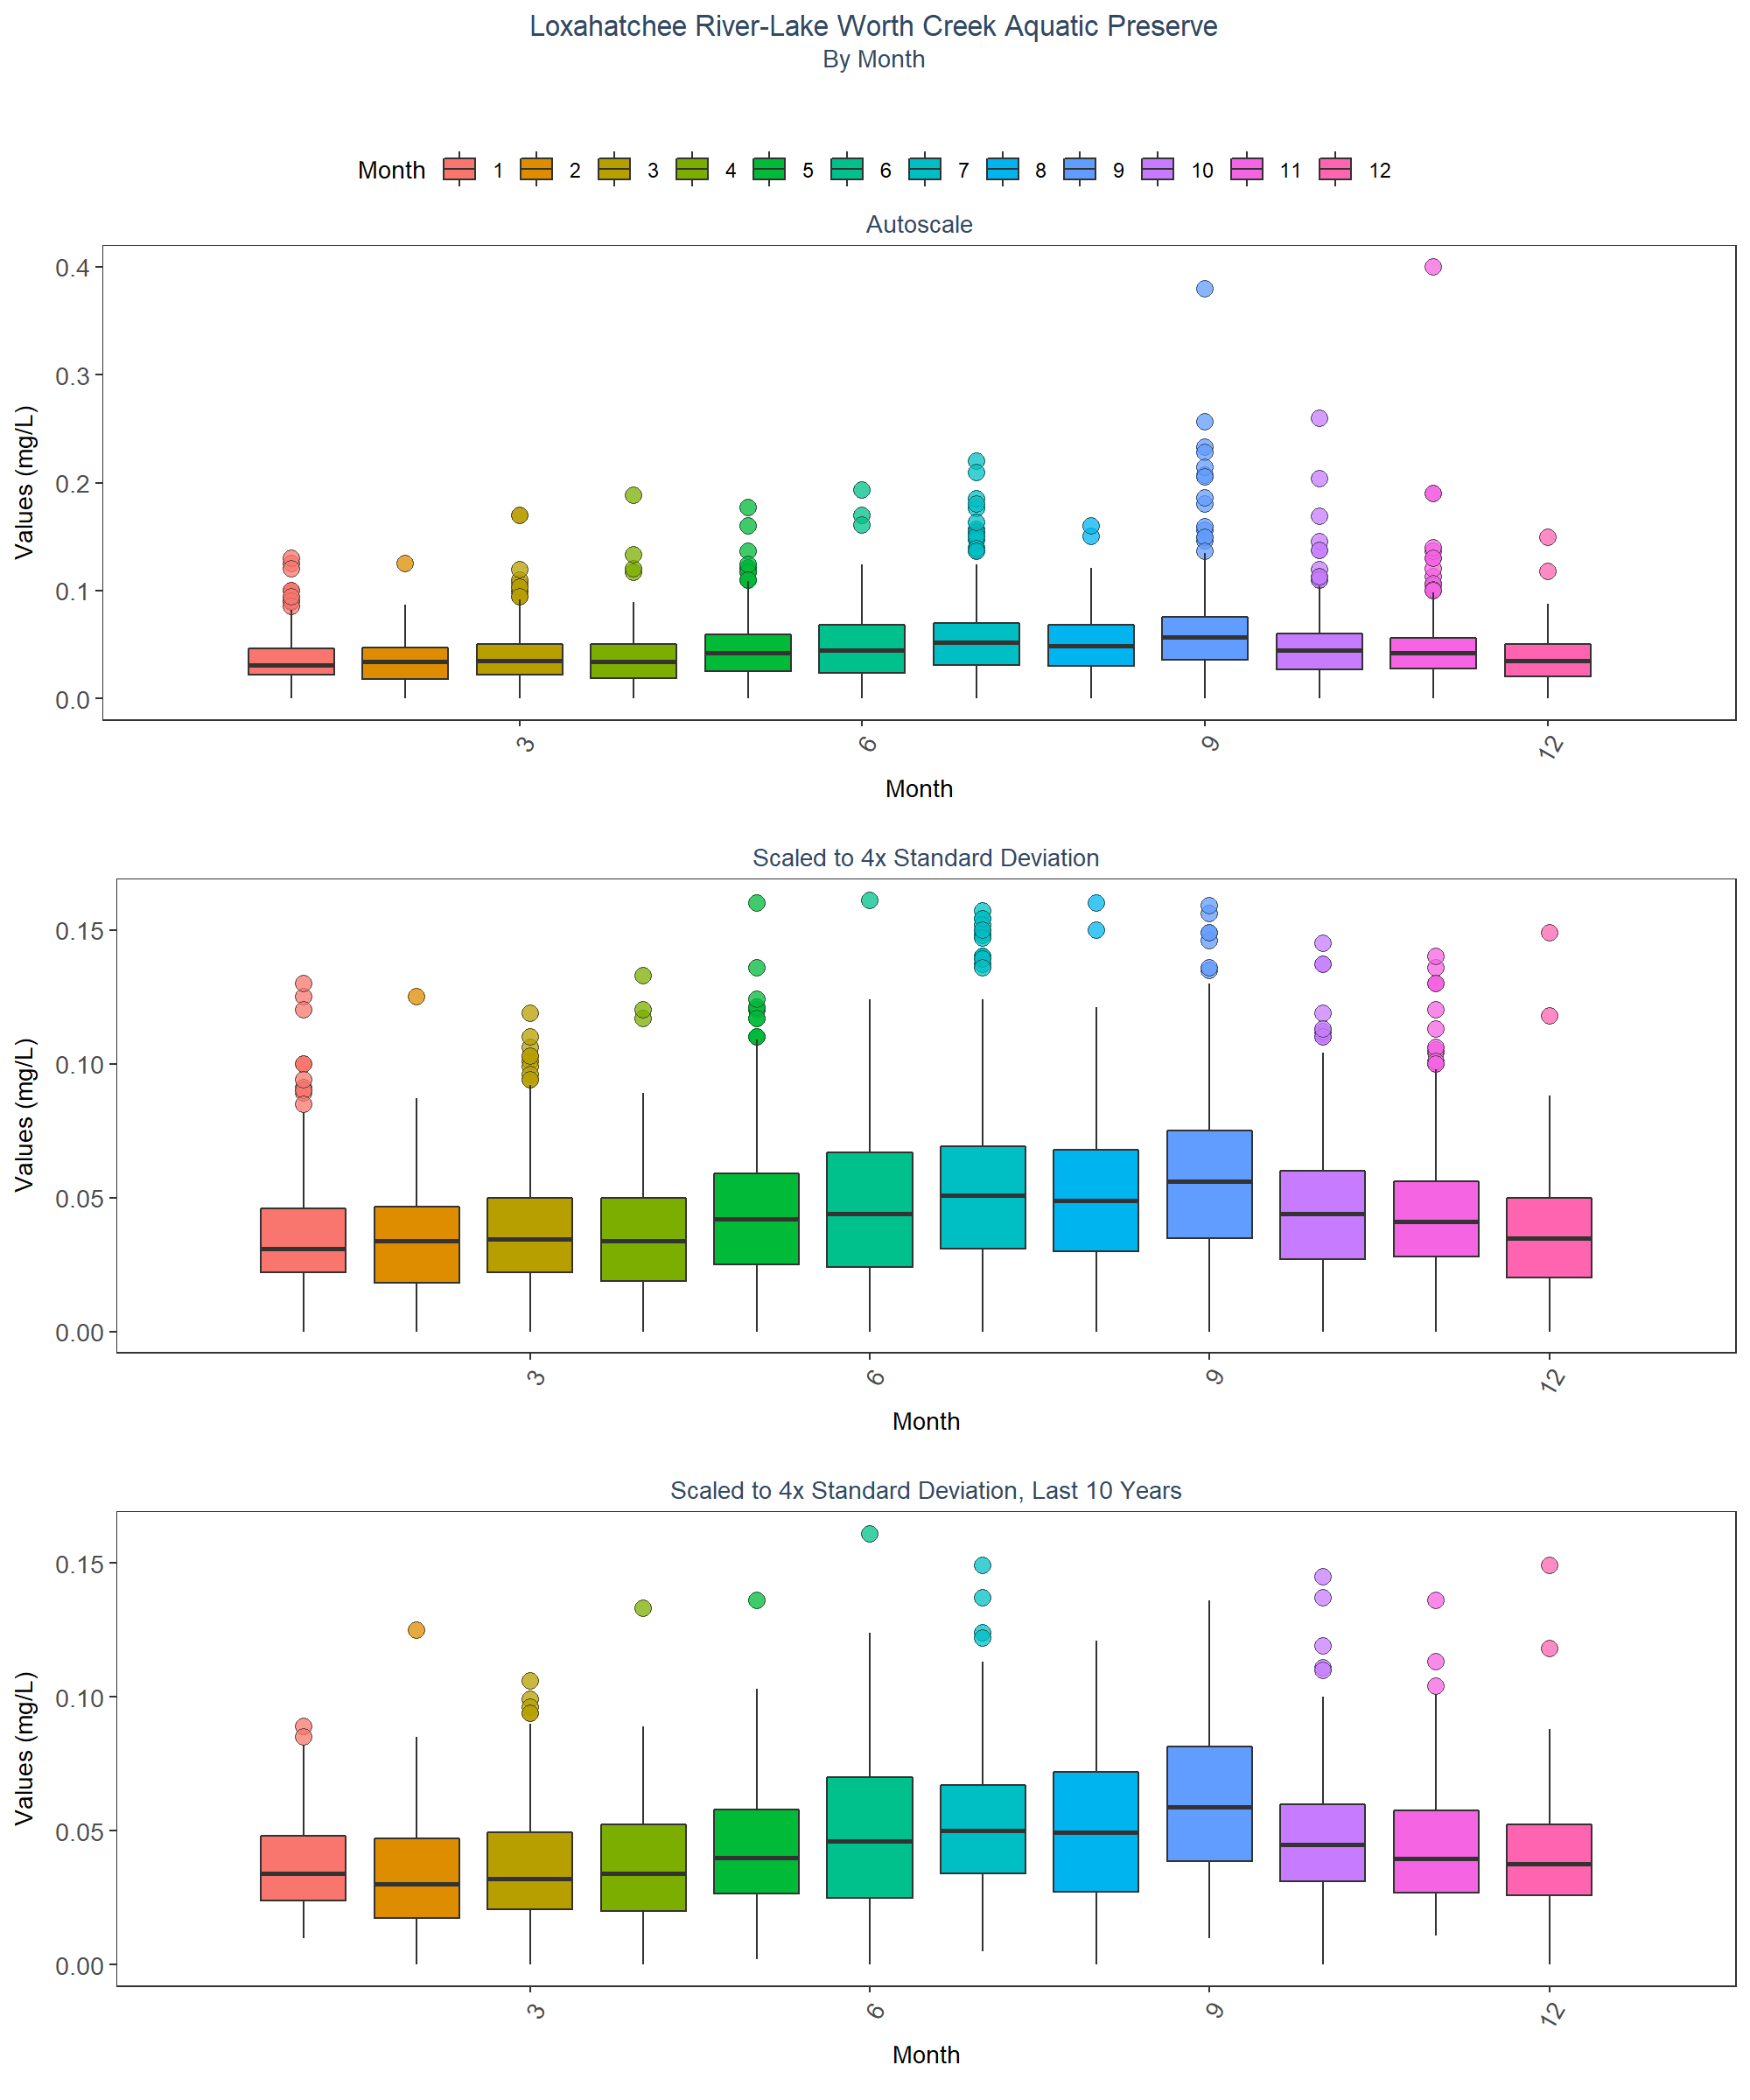 Loxahatchee River-Lake Worth Creek Aquatic Preserve
By Month
Month 1 2 3 4 5 6 7 8 9 10 11 12
Autoscale
Values (mg/L)
0.4
0.3
0.2
0.1
0.0
3 6 9 12
Month
Scaled to 4x Standard Deviation
Values (mg/L)
0.15
0.10
0.05
0.00
3 6 9 12
Month
Scaled to 4x Standard Deviation, Last 10 Years
Values (mg/L)
0.15
0.10
0.05
0.00
3 6 9 12
Month